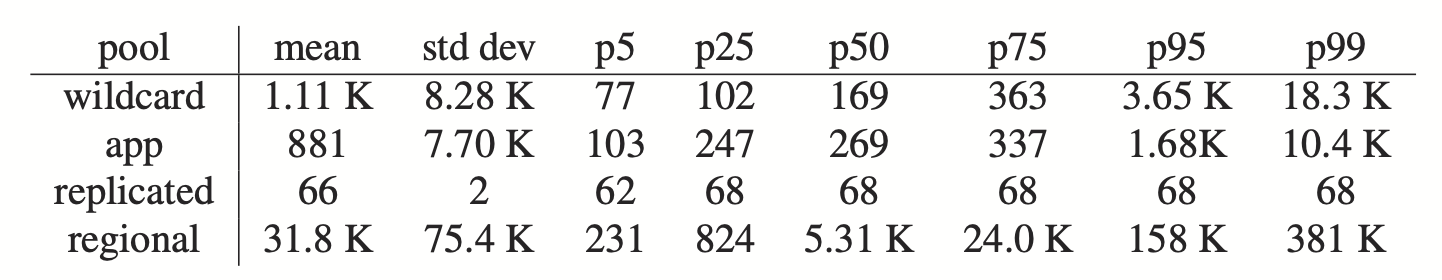 pool mean std dev p5 p25 p50 p75 p95 p99
wildcard 1.11 K 8.28 K 77 102 169 363 3.65 K 18.3 K
app 881 7.70 K 103 247 269 337 1.68K 10.4 K
replicated 66 2 62 68 68 68 68 68
regional 31.8 K 75.4 K 231 824 5.31 K 24.0 K 158 K 381 K